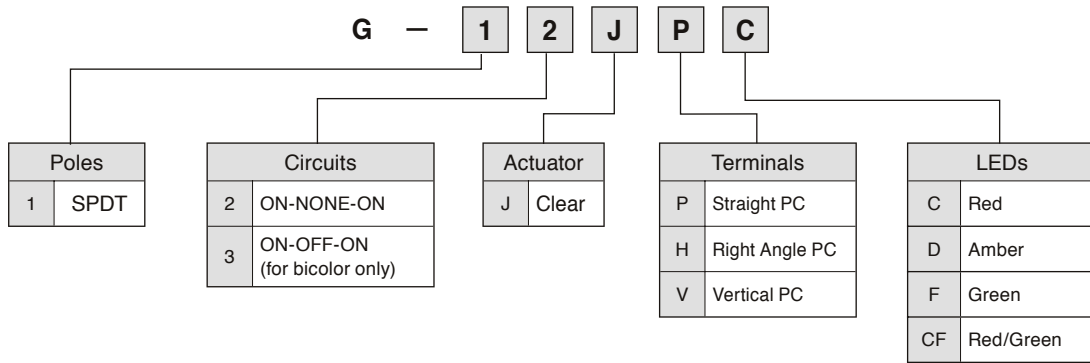 G — 1 2 J P C
Poles
1 SPDT
Circuits
2 ON-NONE-ON
3 ON-OFF-ON
(for bicolor only)
Actuator
J Clear
Terminals
P Straight PC
H Right Angle PC
V Vertical PC
LEDs
C Red
D Amber
F Green
CF Red/Green